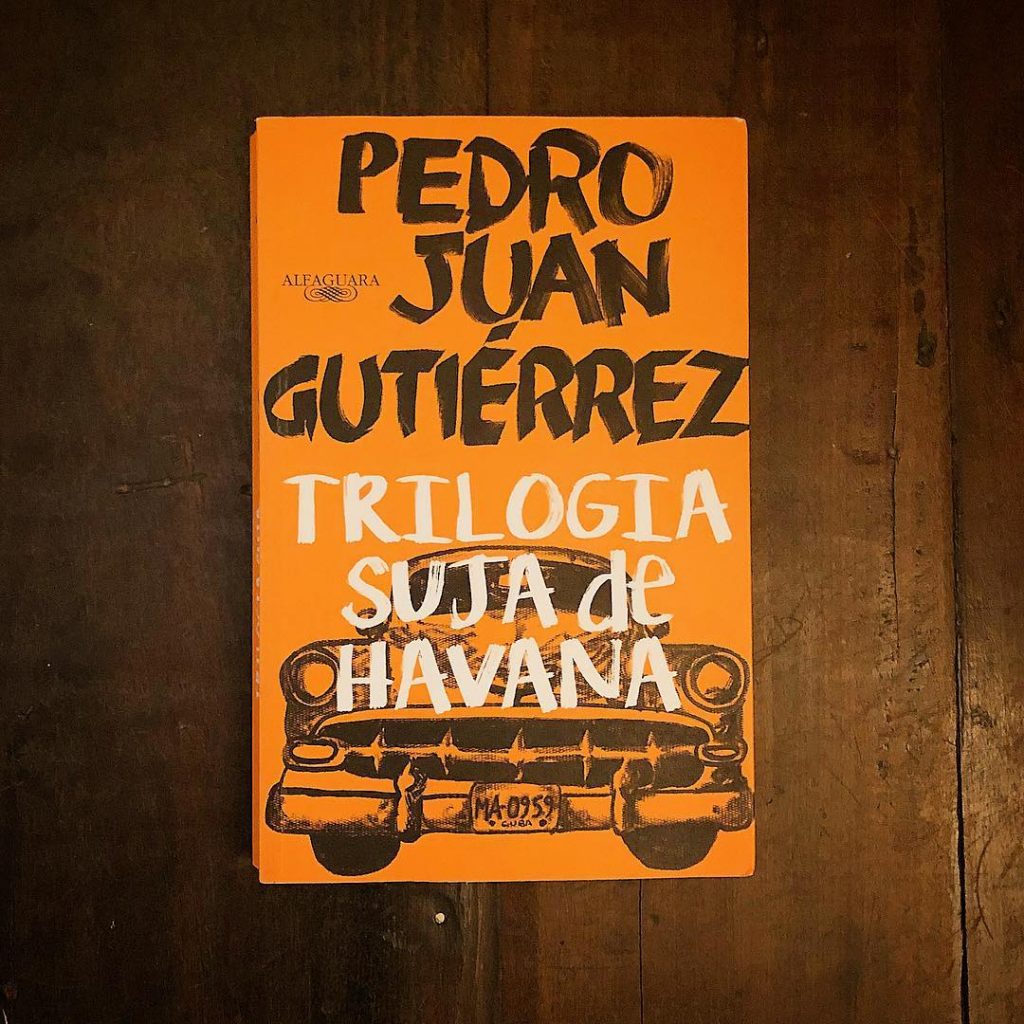 PEDRO
JUAN
ALFAGUARA
GUTIÉRREZ
TRILOGIA
SUJA de
HAVANA
MA-0959
CUBA